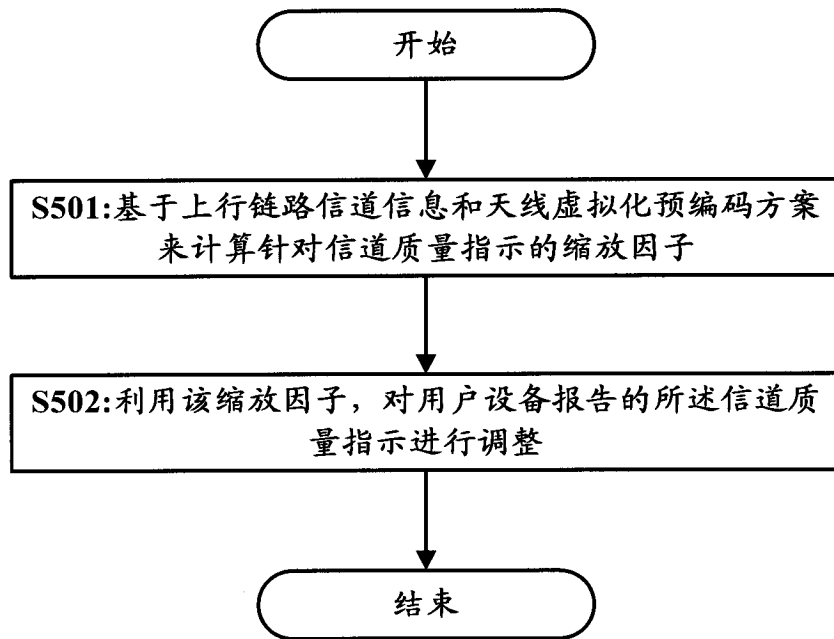 开始
S501:基于上行链路信道信息和天线虚拟化预编码方案
来计算针对信道质量指示的缩放因子
S502:利用该缩放因子，对用户设备报告的所述信道质
量指示进行调整
结束